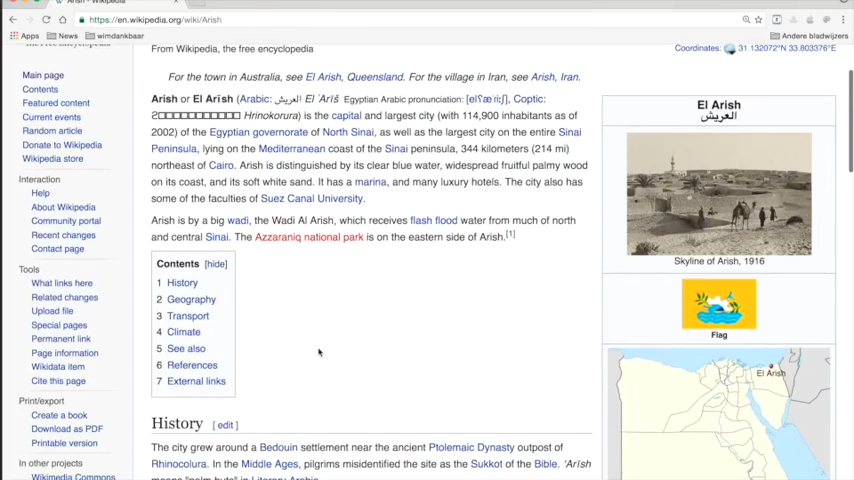 Arish - Wikipedia
https://en.wikipedia.org/wiki/Arish
Apps News wimdankbaar Andere bladwijzers
Main page
Contents
Featured content
Current events
Random article
Donate to Wikipedia
Wikipedia store
Interaction
Help
About Wikipedia
Community portal
Recent changes
Contact page
Tools
What links here
Related changes
Upload file
Special pages
Permanent link
Page information
Wikidata item
Cite this page
Print/export
Create a book
Download as PDF
Printable version
In other projects
Wikimedia Commons
From Wikipedia, the free encyclopedia
Coordinates: 31.132072°N 33.803376°E
For the town in Australia, see El Arish, Queensland. For the village in Iran, see Arish, Iran.
Arish or El Arīsh (Arabic: العريش El ʿArīš Egyptian Arabic pronunciation: [elʕæˈɾiːʃ], Coptic:
Hrinokorura) is the capital and largest city (with 114,900 inhabitants as of
2002) of the Egyptian governorate of North Sinai, as well as the largest city on the entire Sinai
Peninsula, lying on the Mediterranean coast of the Sinai peninsula, 344 kilometers (214 mi)
northeast of Cairo. Arish is distinguished by its clear blue water, widespread fruitful palmy wood
on its coast, and its soft white sand. It has a marina, and many luxury hotels. The city also has
some of the faculties of Suez Canal University.
Arish is by a big wadi, the Wadi Al Arish, which receives flash flood water from much of north
and central Sinai. The Azzaraniq national park is on the eastern side of Arish.[1]
Contents [hide]
1 History
2 Geography
3 Transport
4 Climate
5 See also
6 References
7 External links
History [ edit ]
The city grew around a Bedouin settlement near the ancient Ptolemaic Dynasty outpost of
Rhinocolura. In the Middle Ages, pilgrims misidentified the site as the Sukkot of the Bible. ʿArīsh
means "palm huts" in Literary Arabic.
El Arish
العريش
Skyline of Arish, 1916
Flag
El Arish